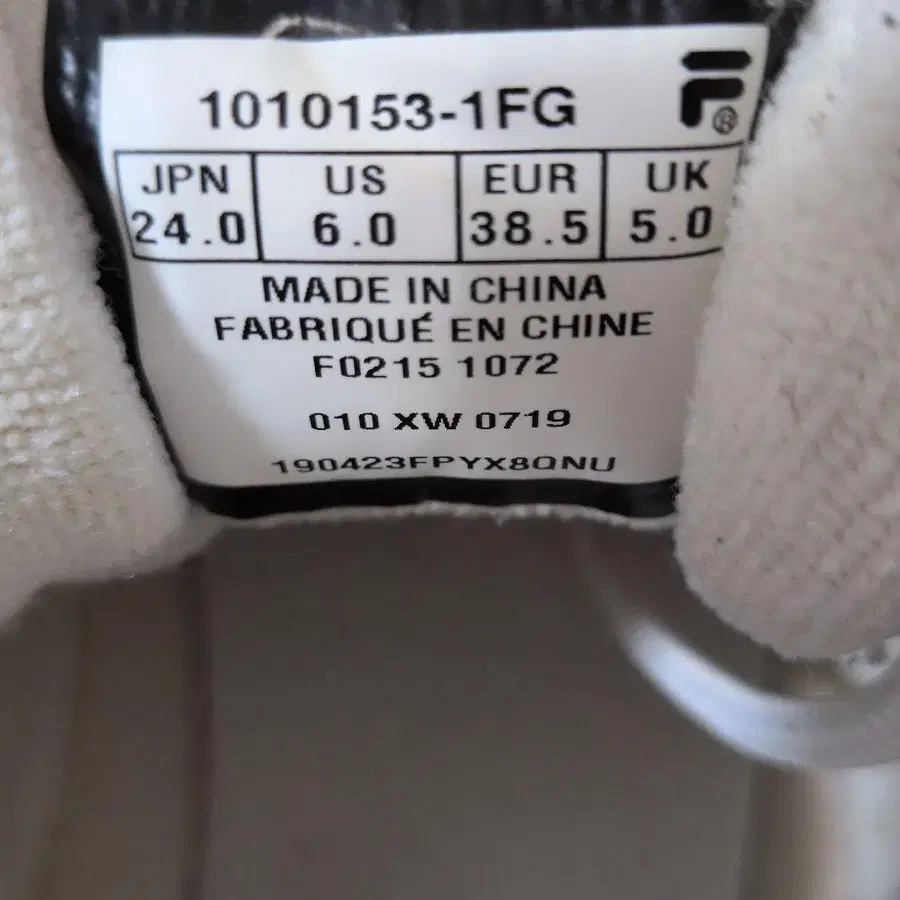 1010153-1FG
JPN US EUR UK
24.0 6.0 38.5 5.0
MADE IN CHINA
FABRIQUÉ EN CHINE
F0215 1072
010 XW 0719
190423FPYX8QNU